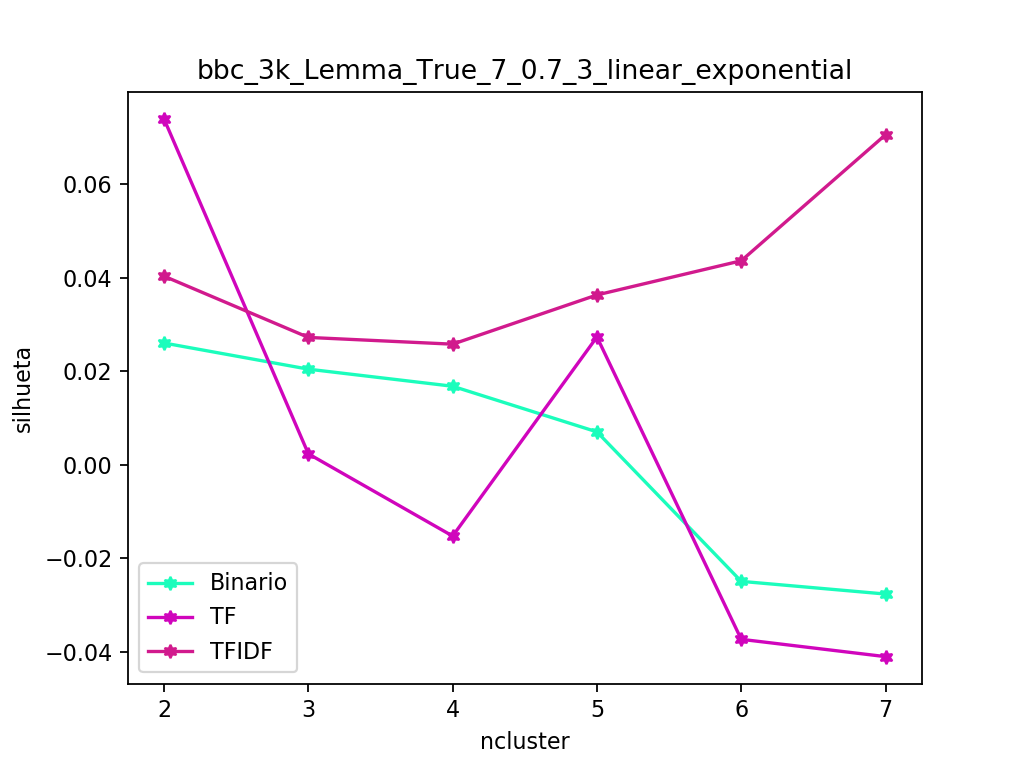 bbc_3k_Lemma_True_7_0.7_3_linear_exponential
0.06
0.04
0.02
0.00
−0.02
−0.04
silhueta
Binario
TF
TFIDF
2 3 4 5 6 7
ncluster